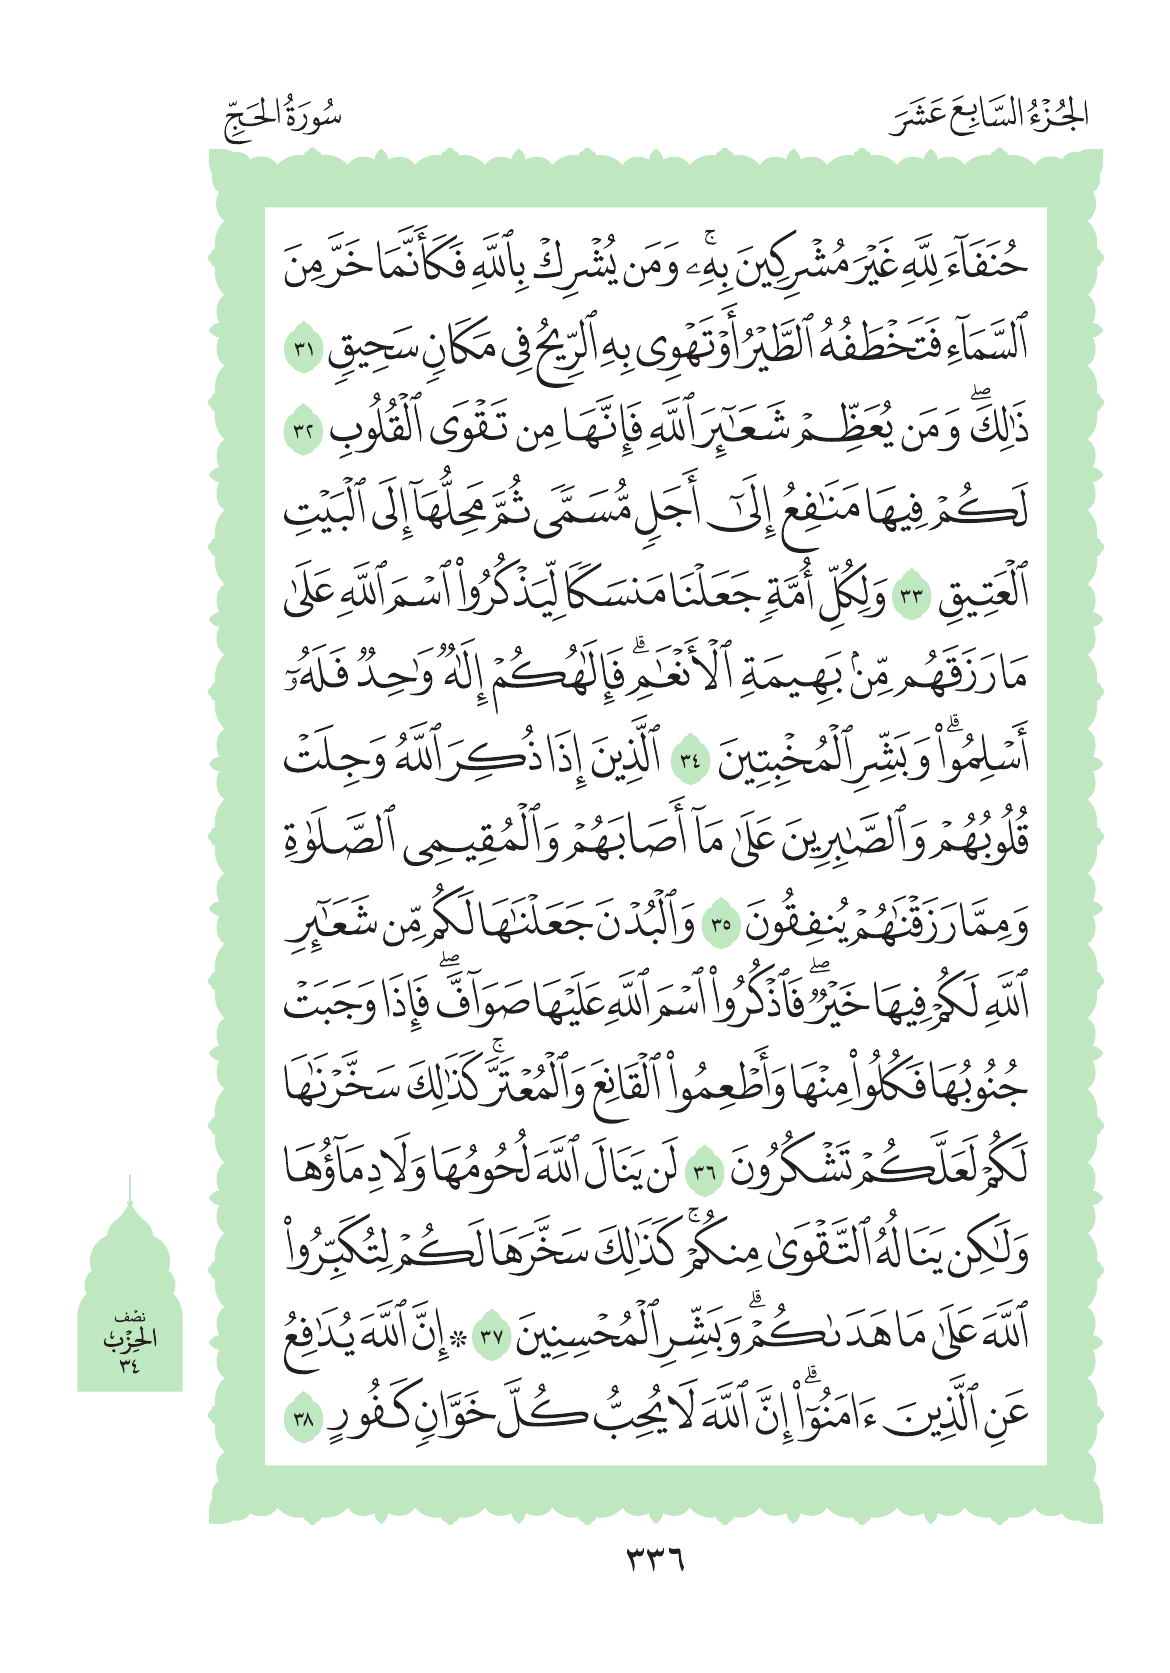 الجُزْءُ السَّابِعَ عَشَرَ
سُورَةُ الحَجِّ
حُنَفَآءَ لِلَّهِ غَيْرَ مُشْرِكِينَ بِهِۦۚ وَمَن يُشْرِكْ بِٱللَّهِ فَكَأَنَّمَا خَرَّ مِنَ
ٱلسَّمَآءِ فَتَخْطَفُهُ ٱلطَّيْرُ أَوْ تَهْوِى بِهِ ٱلرِّيحُ فِى مَكَانٍ سَحِيقٍ ٣١
ذَٰلِكَۖ وَمَن يُعَظِّمْ شَعَـٰٓئِرَ ٱللَّهِ فَإِنَّهَا مِن تَقْوَى ٱلْقُلُوبِ ٣٢
لَكُمْ فِيهَا مَنَـٰفِعُ إِلَىٰٓ أَجَلٍ مُّسَمًّى ثُمَّ مَحِلُّهَآ إِلَى ٱلْبَيْتِ
ٱلْعَتِيقِ ٣٣ وَلِكُلِّ أُمَّةٍ جَعَلْنَا مَنسَكًا لِّيَذْكُرُوا۟ ٱسْمَ ٱللَّهِ عَلَىٰ
مَا رَزَقَهُم مِّنۢ بَهِيمَةِ ٱلْأَنْعَـٰمِۗ فَإِلَـٰهُكُمْ إِلَـٰهٌ وَٰحِدٌ فَلَهُۥٓ
أَسْلِمُوا۟ۗ وَبَشِّرِ ٱلْمُخْبِتِينَ ٣٤ ٱلَّذِينَ إِذَا ذُكِرَ ٱللَّهُ وَجِلَتْ
قُلُوبُهُمْ وَٱلصَّـٰبِرِينَ عَلَىٰ مَآ أَصَابَهُمْ وَٱلْمُقِيمِى ٱلصَّلَوٰةِ
وَمِمَّا رَزَقْنَـٰهُمْ يُنفِقُونَ ٣٥ وَٱلْبُدْنَ جَعَلْنَـٰهَا لَكُم مِّن شَعَـٰٓئِرِ
ٱللَّهِ لَكُمْ فِيهَا خَيْرٌۖ فَٱذْكُرُوا۟ ٱسْمَ ٱللَّهِ عَلَيْهَا صَوَآفَّۖ فَإِذَا وَجَبَتْ
جُنُوبُهَا فَكُلُوا۟ مِنْهَا وَأَطْعِمُوا۟ ٱلْقَانِعَ وَٱلْمُعْتَرَّۚ كَذَٰلِكَ سَخَّرْنَـٰهَا
لَكُمْ لَعَلَّكُمْ تَشْكُرُونَ ٣٦ لَن يَنَالَ ٱللَّهَ لُحُومُهَا وَلَا دِمَآؤُهَا
وَلَـٰكِن يَنَالُهُ ٱلتَّقْوَىٰ مِنكُمْۚ كَذَٰلِكَ سَخَّرَهَا لَكُمْ لِتُكَبِّرُوا۟
ٱللَّهَ عَلَىٰ مَا هَدَىٰكُمْۗ وَبَشِّرِ ٱلْمُحْسِنِينَ ٣٧ ۞ إِنَّ ٱللَّهَ يُدَٰفِعُ
عَنِ ٱلَّذِينَ ءَامَنُوٓا۟ۗ إِنَّ ٱللَّهَ لَا يُحِبُّ كُلَّ خَوَّانٍ كَفُورٍ ٣٨
نصْف
الحِزْبُ
٣٤
٣٣٦